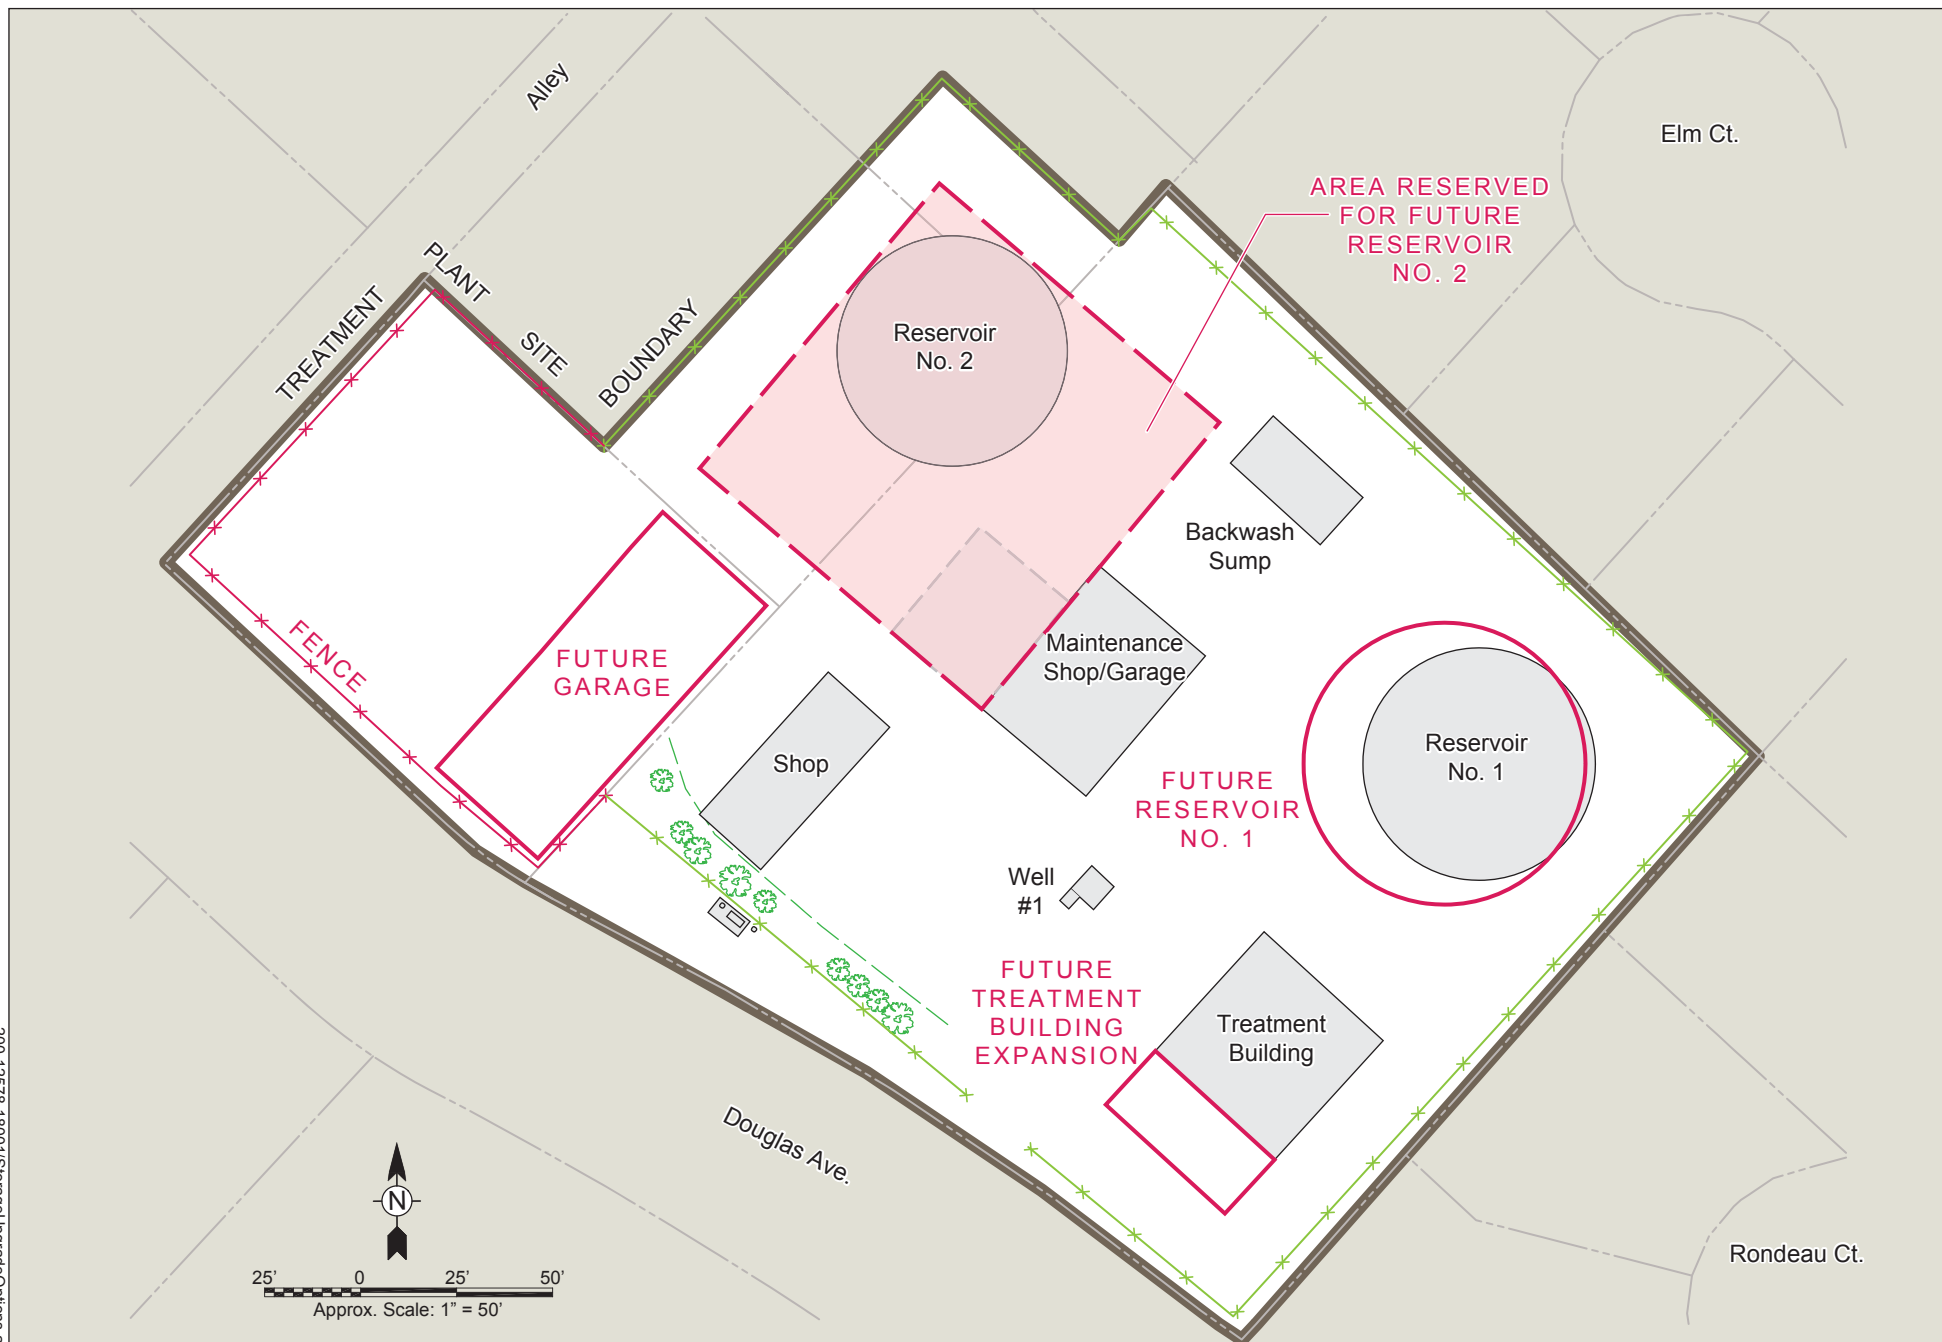 Alley
Elm Ct.
AREA RESERVED
FOR FUTURE
RESERVOIR
NO. 2
TREATMENT
PLANT
SITE
BOUNDARY
Reservoir
No. 2
Backwash
Sump
FENCE
FUTURE
GARAGE
Maintenance
Shop/Garage
Shop
Reservoir
No. 1
FUTURE
RESERVOIR
NO. 1
Well
#1
FUTURE
TREATMENT
BUILDING
EXPANSION
Treatment
Building
Douglas Ave.
Rondeau Ct.
N
25’ 0 25’ 50’
Approx. Scale: 1” = 50’